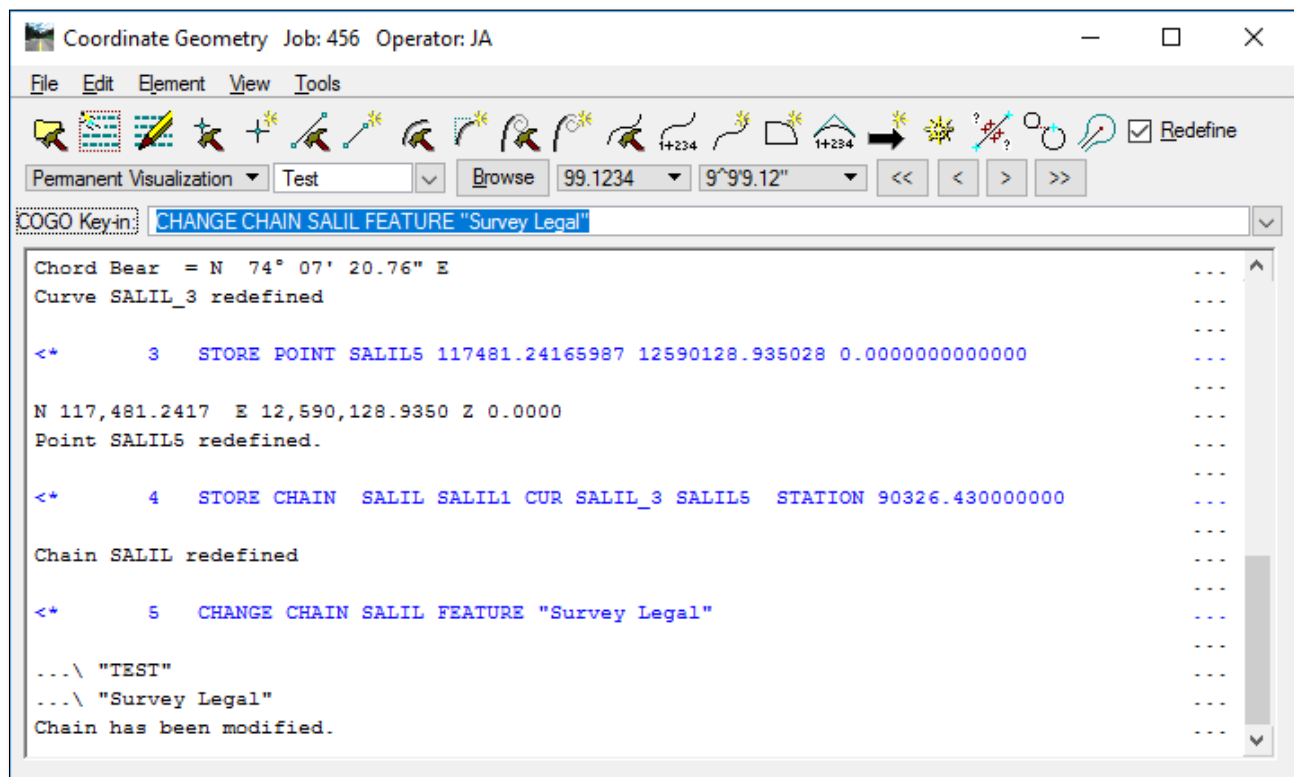 Coordinate Geometry Job: 456 Operator: JA
File Edit Element View Tools
1+234 1+234 ? ? Redefine
Permanent Visualization Test Browse 99.1234 9^9'9.12" << < > >>
COGO Key-in: CHANGE CHAIN SALIL FEATURE "Survey Legal"
Chord Bear = N 74° 07' 20.76" E ...
Curve SALIL_3 redefined ...
...
<* 3 STORE POINT SALIL5 117481.24165987 12590128.935028 0.0000000000000 ...
...
N 117,481.2417 E 12,590,128.9350 Z 0.0000 ...
Point SALIL5 redefined. ...
...
<* 4 STORE CHAIN SALIL SALIL1 CUR SALIL_3 SALIL5 STATION 90326.430000000 ...
...
Chain SALIL redefined ...
...
<* 5 CHANGE CHAIN SALIL FEATURE "Survey Legal" ...
...
...\ "TEST" ...
...\ "Survey Legal" ...
Chain has been modified. ...